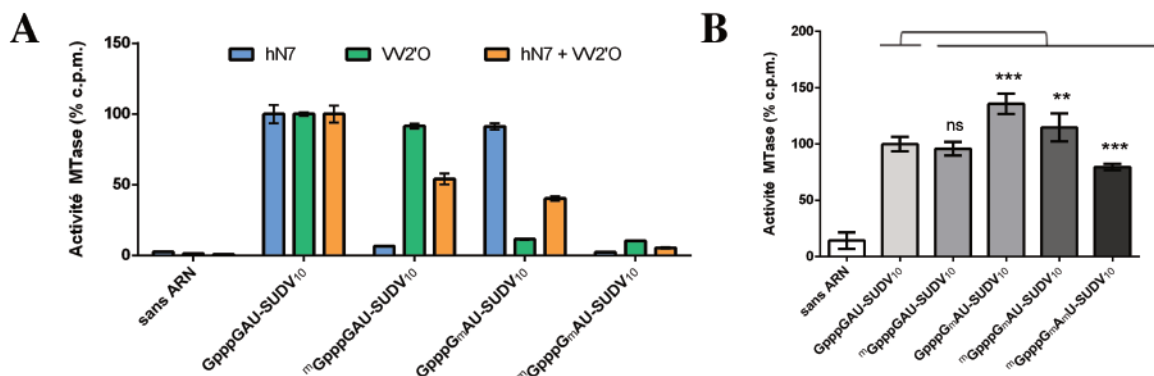 A
Activité MTase (% c.p.m.)
150
100
50
0
hN7
VV2'O
hN7 + VV2'O
sans ARN
GpppGAU-SUDV10
mGpppGAU-SUDV10
GpppGmAU-SUDV10
mGpppGmAU-SUDV10
B
Activité MTase (% c.p.m.)
200
150
100
50
0
ns
***
**
***
sans ARN
GpppGAU-SUDV10
mGpppGAU-SUDV10
GpppGmAU-SUDV10
mGpppGmAU-SUDV10
mGpppGmAmU-SUDV10